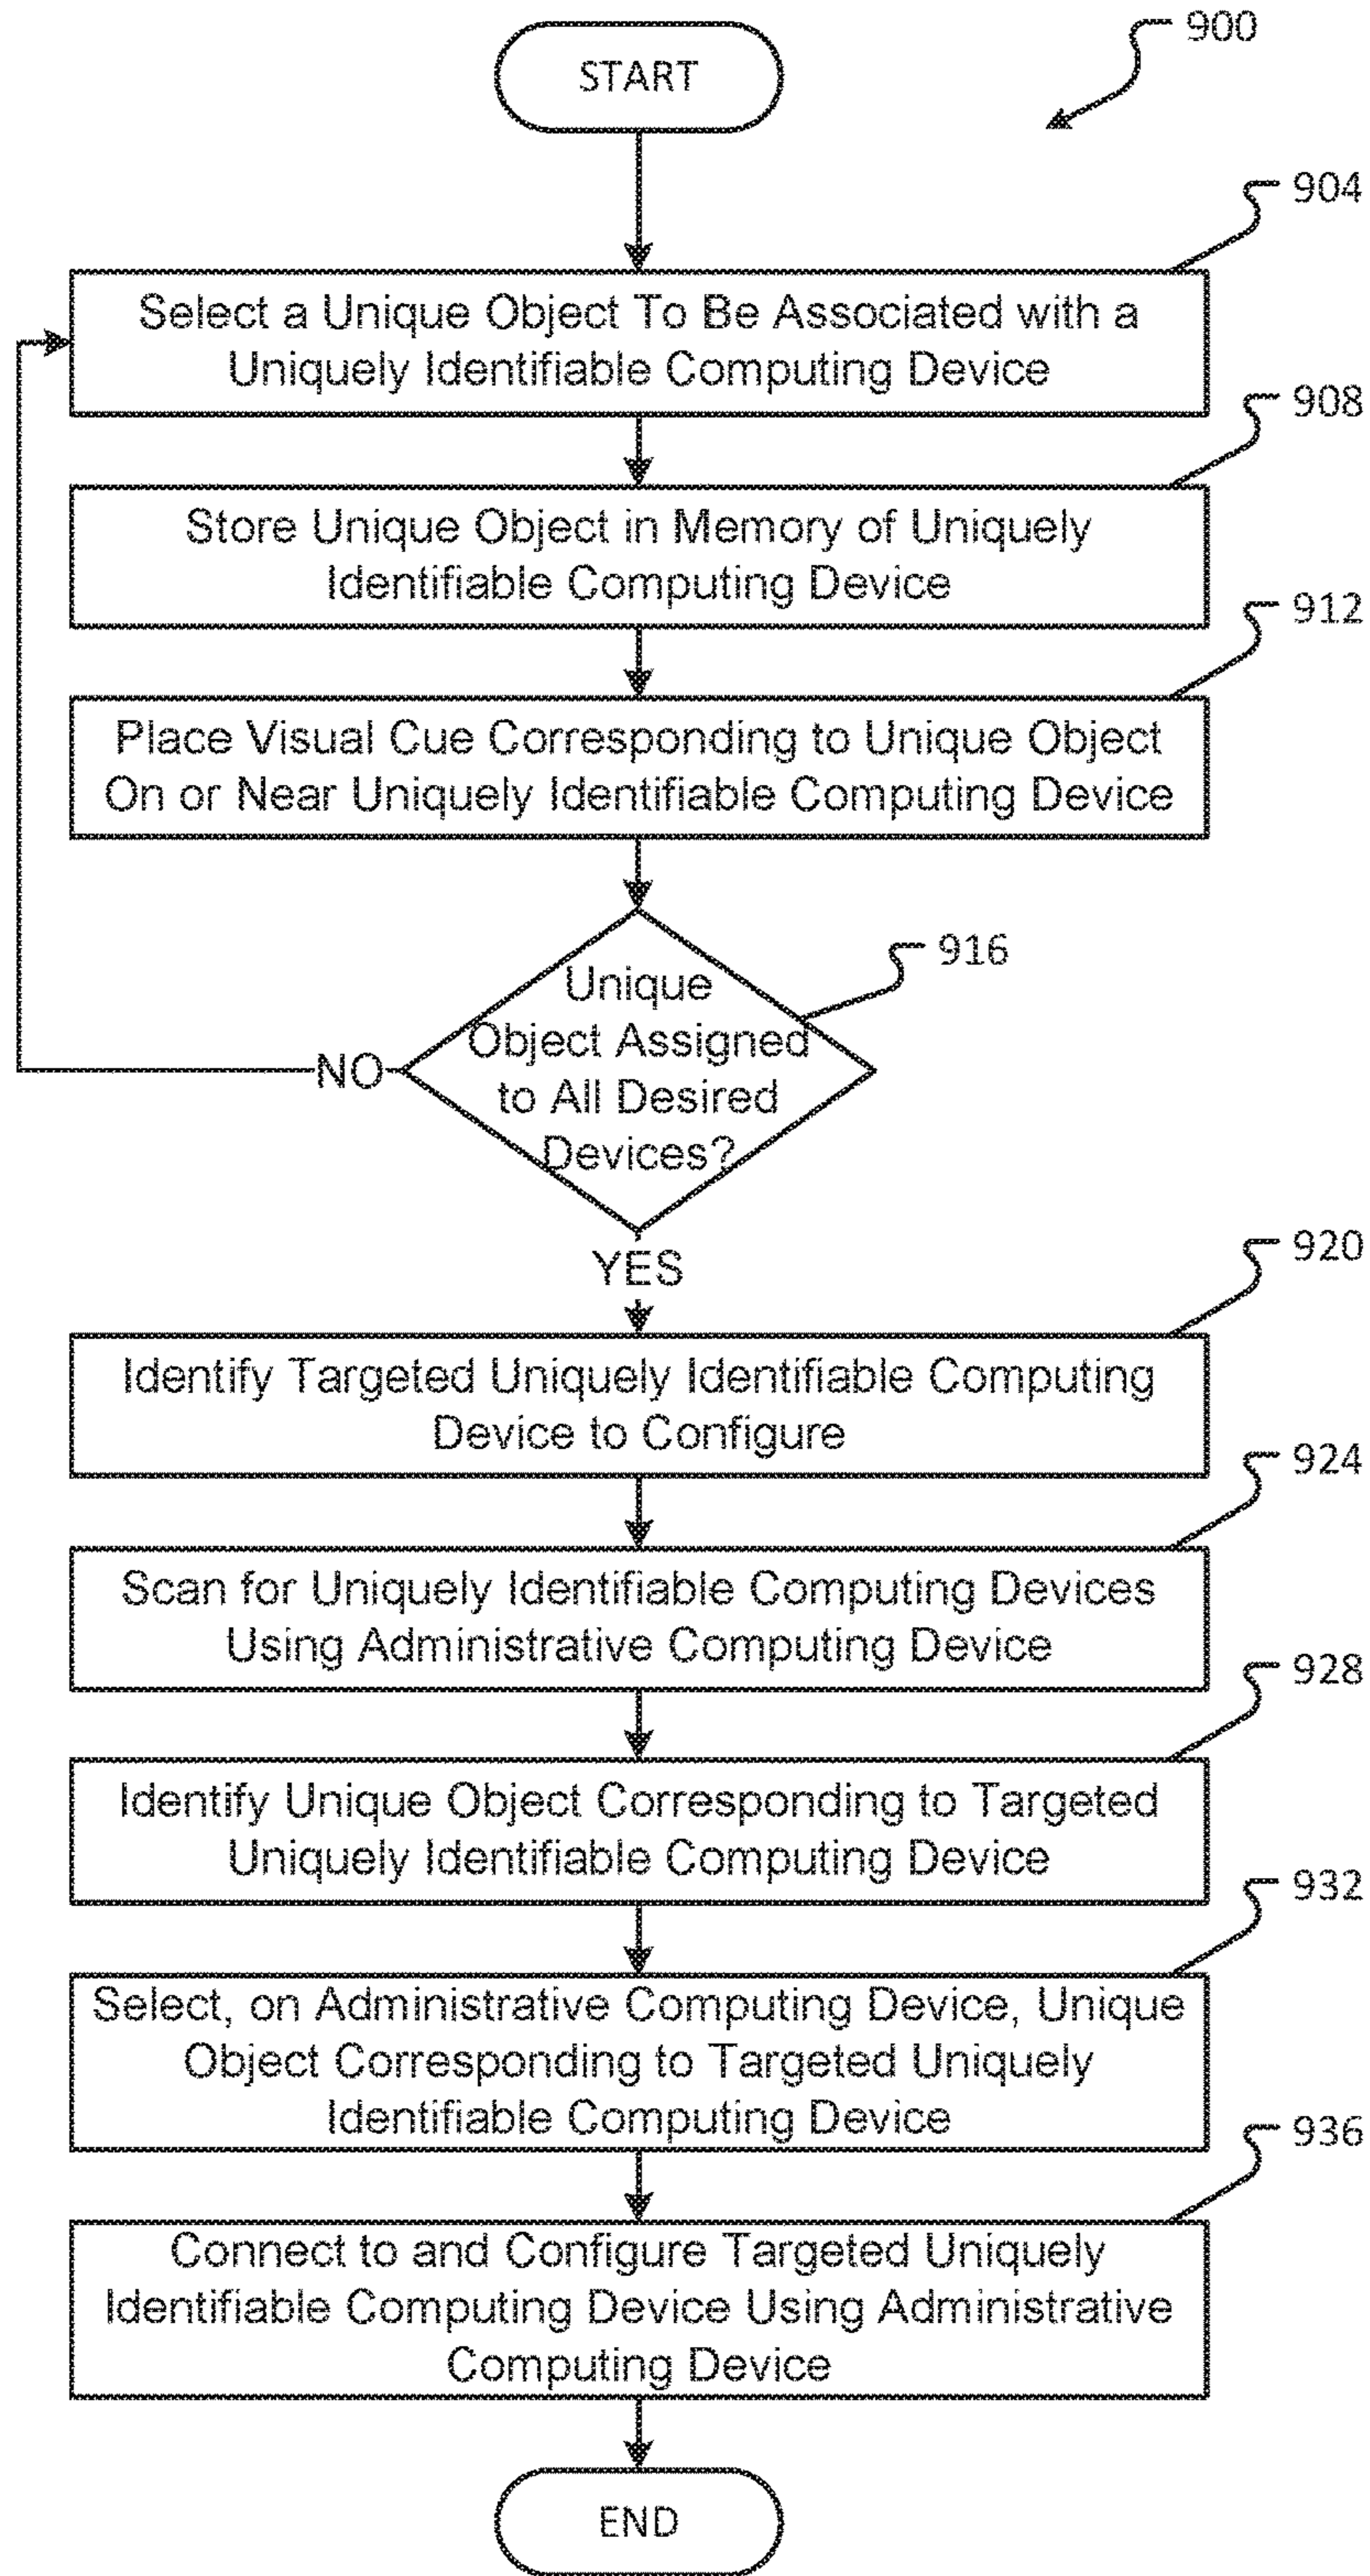 START
900
904
Select a Unique Object To Be Associated with a
Uniquely Identifiable Computing Device
908
Store Unique Object in Memory of Uniquely
Identifiable Computing Device
912
Place Visual Cue Corresponding to Unique Object
On or Near Uniquely Identifiable Computing Device
916
Unique
Object Assigned
to All Desired
Devices?
NO
YES
920
Identify Targeted Uniquely Identifiable Computing
Device to Configure
924
Scan for Uniquely Identifiable Computing Devices
Using Administrative Computing Device
928
Identify Unique Object Corresponding to Targeted
Uniquely Identifiable Computing Device
932
Select, on Administrative Computing Device, Unique
Object Corresponding to Targeted Uniquely
Identifiable Computing Device
936
Connect to and Configure Targeted Uniquely
Identifiable Computing Device Using Administrative
Computing Device
END